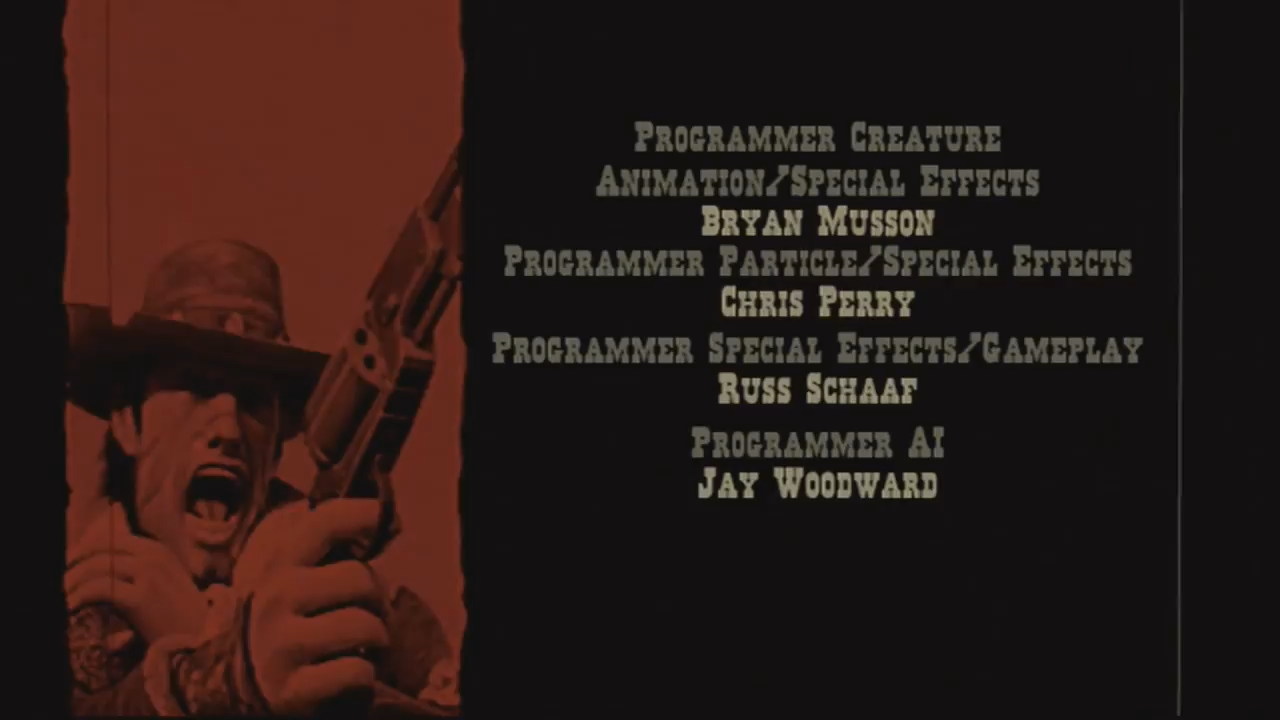 Programmer Creature
Animation/Special Effects
Bryan Musson
Programmer Particle/Special Effects
Chris Perry
Programmer Special Effects/Gameplay
Russ Schaaf
Programmer AI
Jay Woodward